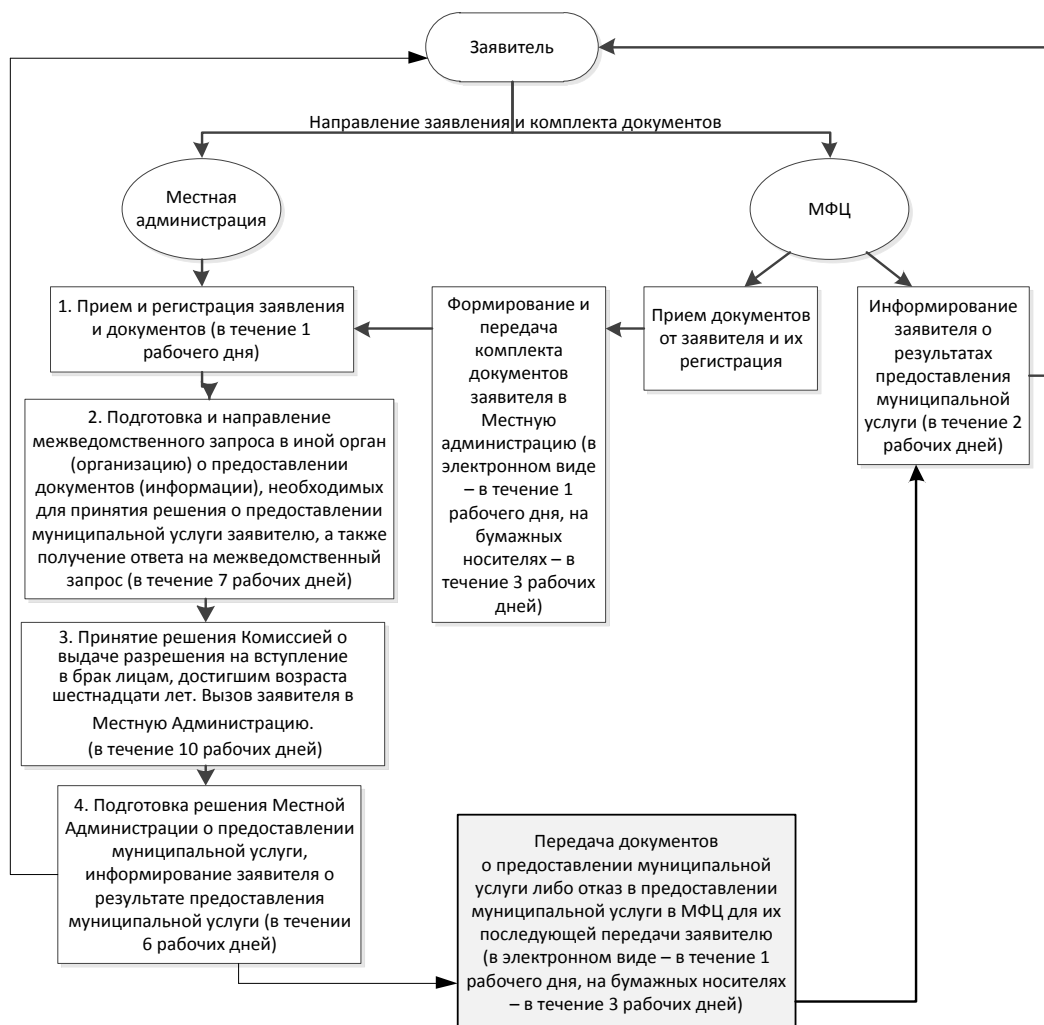 Заявитель
Направление заявления и комплекта документов
Местная
администрация
МФЦ
1. Прием и регистрация заявления
и документов (в течение 1
рабочего дня)
Формирование и
передача
комплекта
документов
заявителя в
Местную
администрацию (в
электронном виде
– в течение 1
рабочего дня, на
бумажных
носителях – в
течение 3 рабочих
дней)
Прием документов
от заявителя и их
регистрация
Информирование
заявителя о
результатах
предоставления
муниципальной
услуги (в течение 2
рабочих дней)
2. Подготовка и направление
межведомственного запроса в иной орган
(организацию) о предоставлении
документов (информации), необходимых
для принятия решения о предоставлении
муниципальной услуги заявителю, а также
получение ответа на межведомственный
запрос (в течение 7 рабочих дней)
3. Принятие решения Комиссией о
выдаче разрешения на вступление
в брак лицам, достигшим возраста
шестнадцати лет. Вызов заявителя в
Местную Администрацию.
(в течение 10 рабочих дней)
4. Подготовка решения Местной
Администрации о предоставлении
муниципальной услуги,
информирование заявителя о
результате предоставления
муниципальной услуги (в течении
6 рабочих дней)
Передача документов
о предоставлении муниципальной
услуги либо отказ в предоставлении
муниципальной услуги в МФЦ для их
последующей передачи заявителю
(в электронном виде – в течение 1
рабочего дня, на бумажных носителях
– в течение 3 рабочих дней)